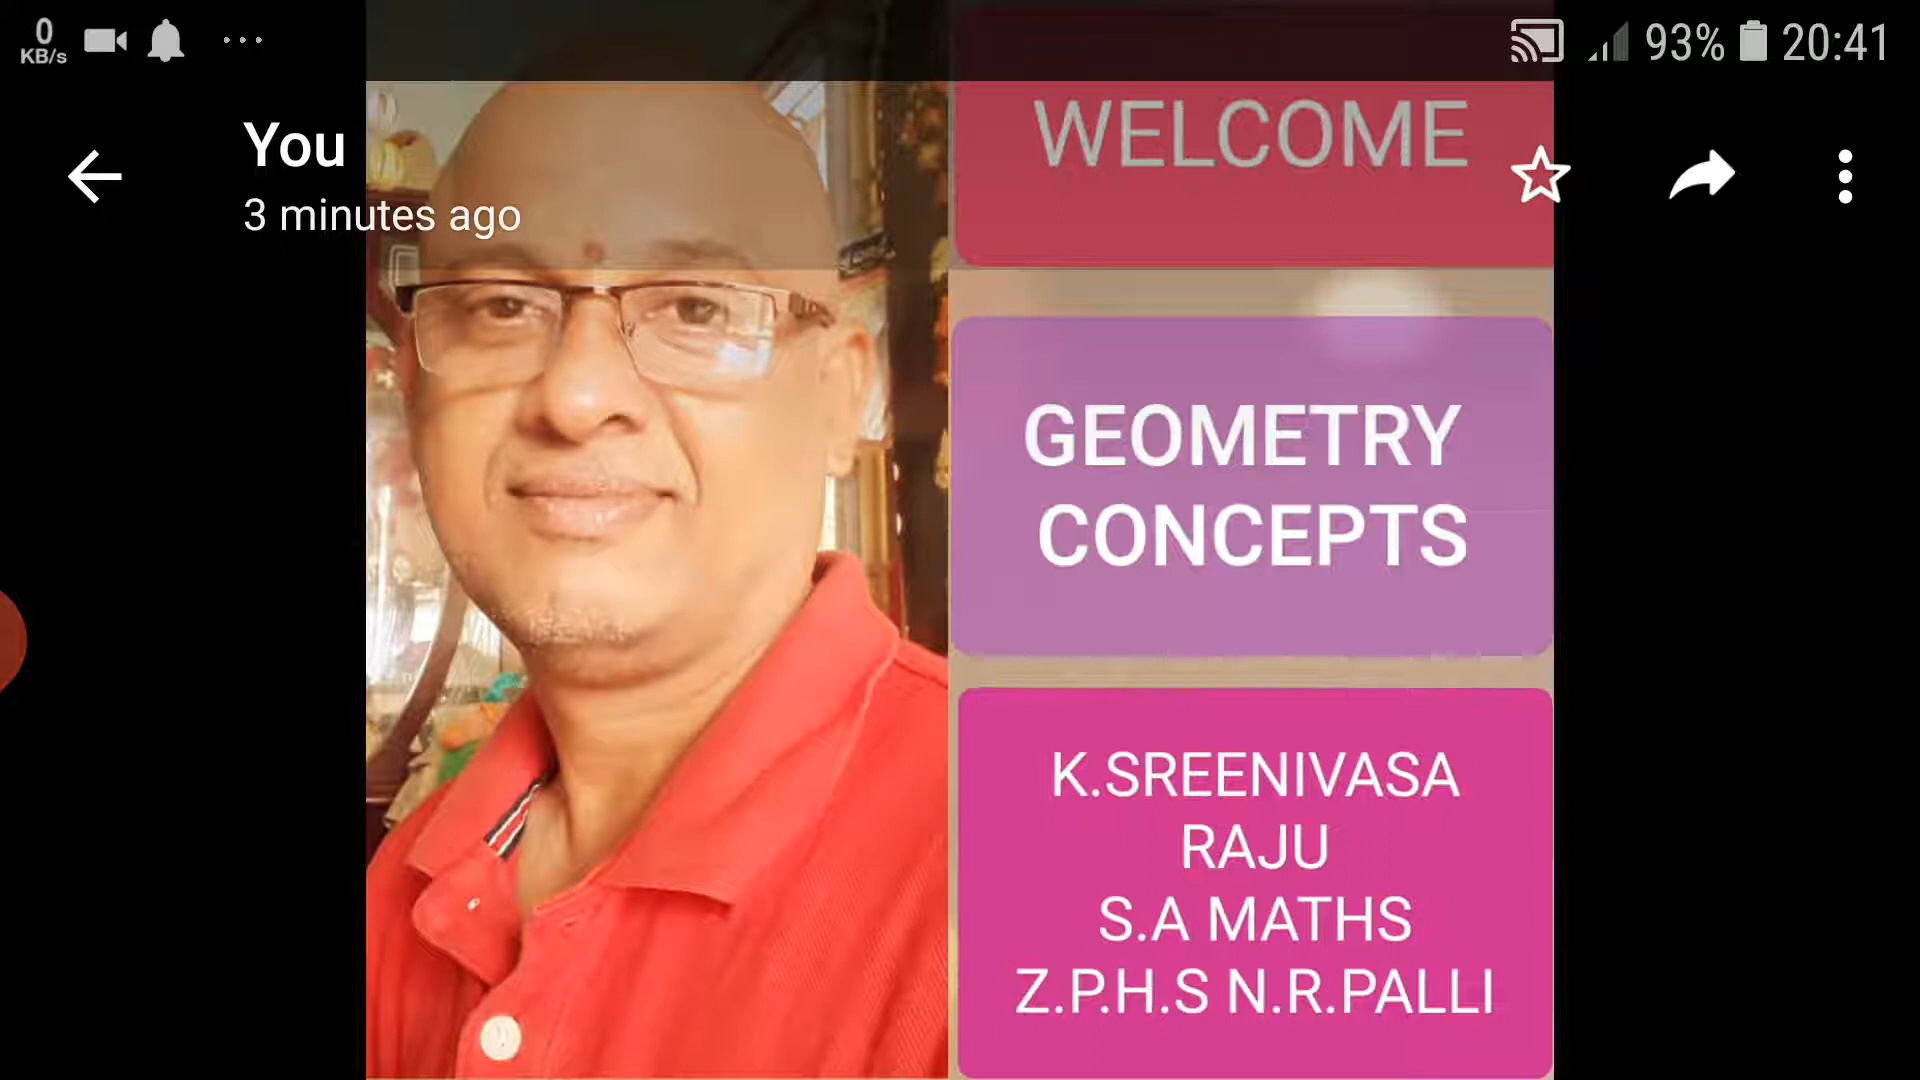 0
KB/s
93%
20:41
You
3 minutes ago
WELCOME
GEOMETRY
CONCEPTS
K.SREENIVASA
RAJU
S.A MATHS
Z.P.H.S N.R.PALLI